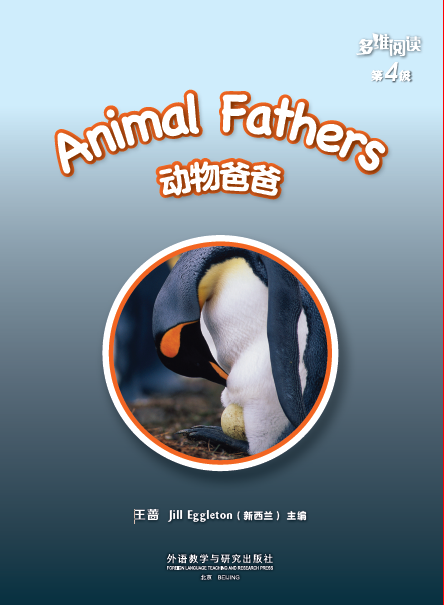 多维阅读
第4级
Animal Fathers
动物爸爸
王蔷 Jill Eggleton（新西兰）主编
外语教学与研究出版社
FOREIGN LANGUAGE TEACHING AND RESEARCH PRESS
北京 BEIJING